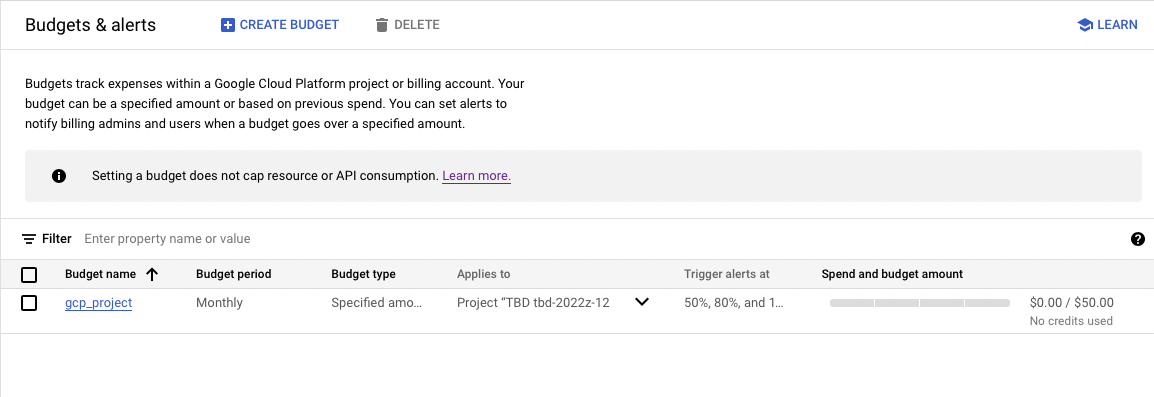 Budgets & alerts CREATE BUDGET DELETE LEARN
Budgets track expenses within a Google Cloud Platform project or billing account. Your
budget can be a specified amount or based on previous spend. You can set alerts to
notify billing admins and users when a budget goes over a specified amount.
Setting a budget does not cap resource or API consumption. Learn more.
Filter Enter property name or value
Budget name Budget period Budget type Applies to Trigger alerts at Spend and budget amount
gcp_project Monthly Specified amo... Project “TBD tbd-2022z-12 50%, 80%, and 1... $0.00 / $50.00
No credits used